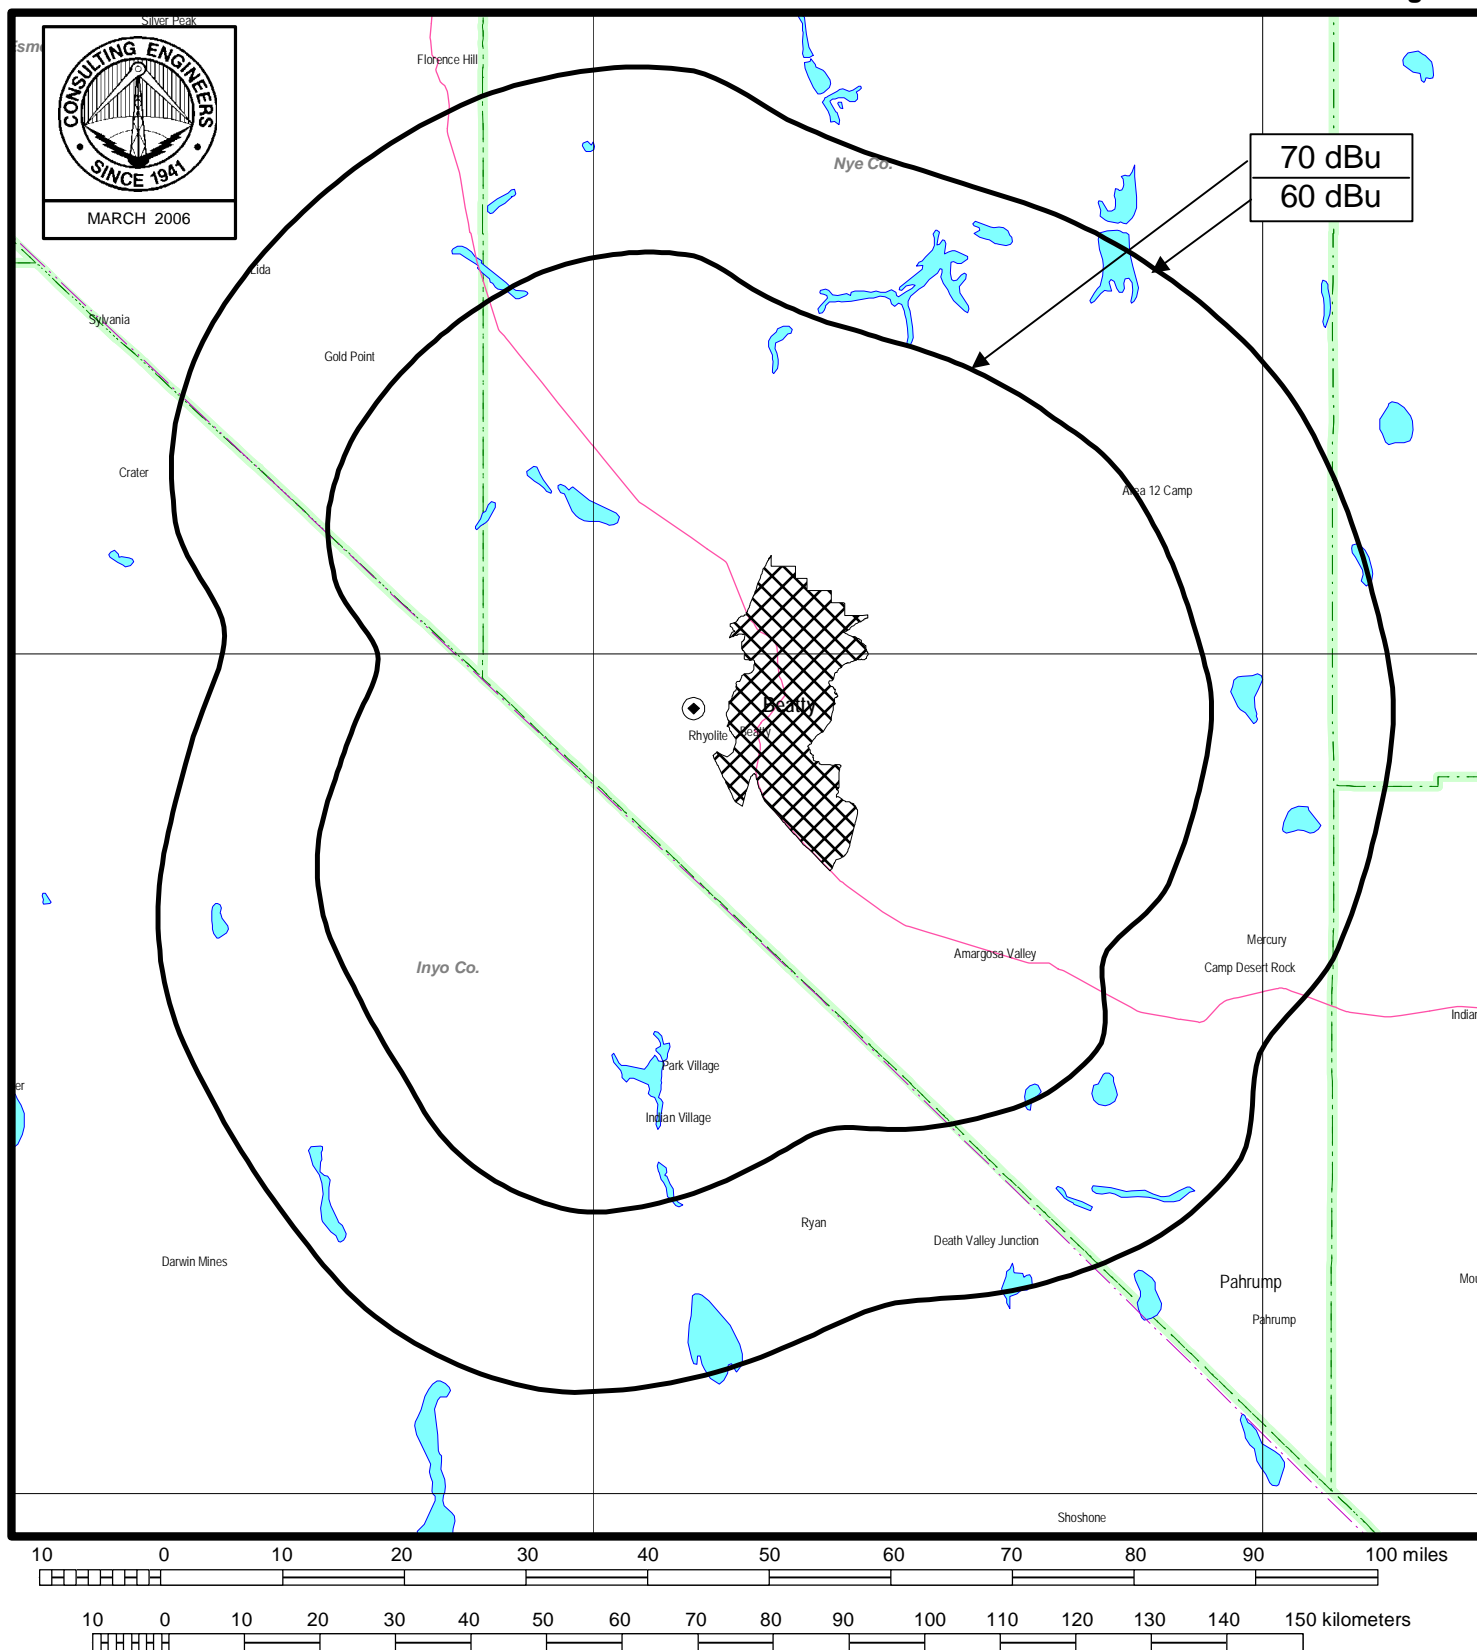 Silver Peak
Florence Hill
CONSULTING ENGINEERS
SINCE 1941
MARCH 2006
70 dBu
60 dBu
Nye Co.
Lida
Sylvania
Gold Point
Crater
Area 12 Camp
Beatty
Rhyolite
Beatty
Mercury
Amargosa Valley
Camp Desert Rock
Inyo Co.
Indian
Park Village
er
Indian Village
Ryan
Death Valley Junction
Darwin Mines
Pahrump
Mou
Pahrump
Shoshone
10 0 10 20 30 40 50 60 70 80 90 100 miles
10 0 10 20 30 40 50 60 70 80 90 100 110 120 130 140 150 kilometers